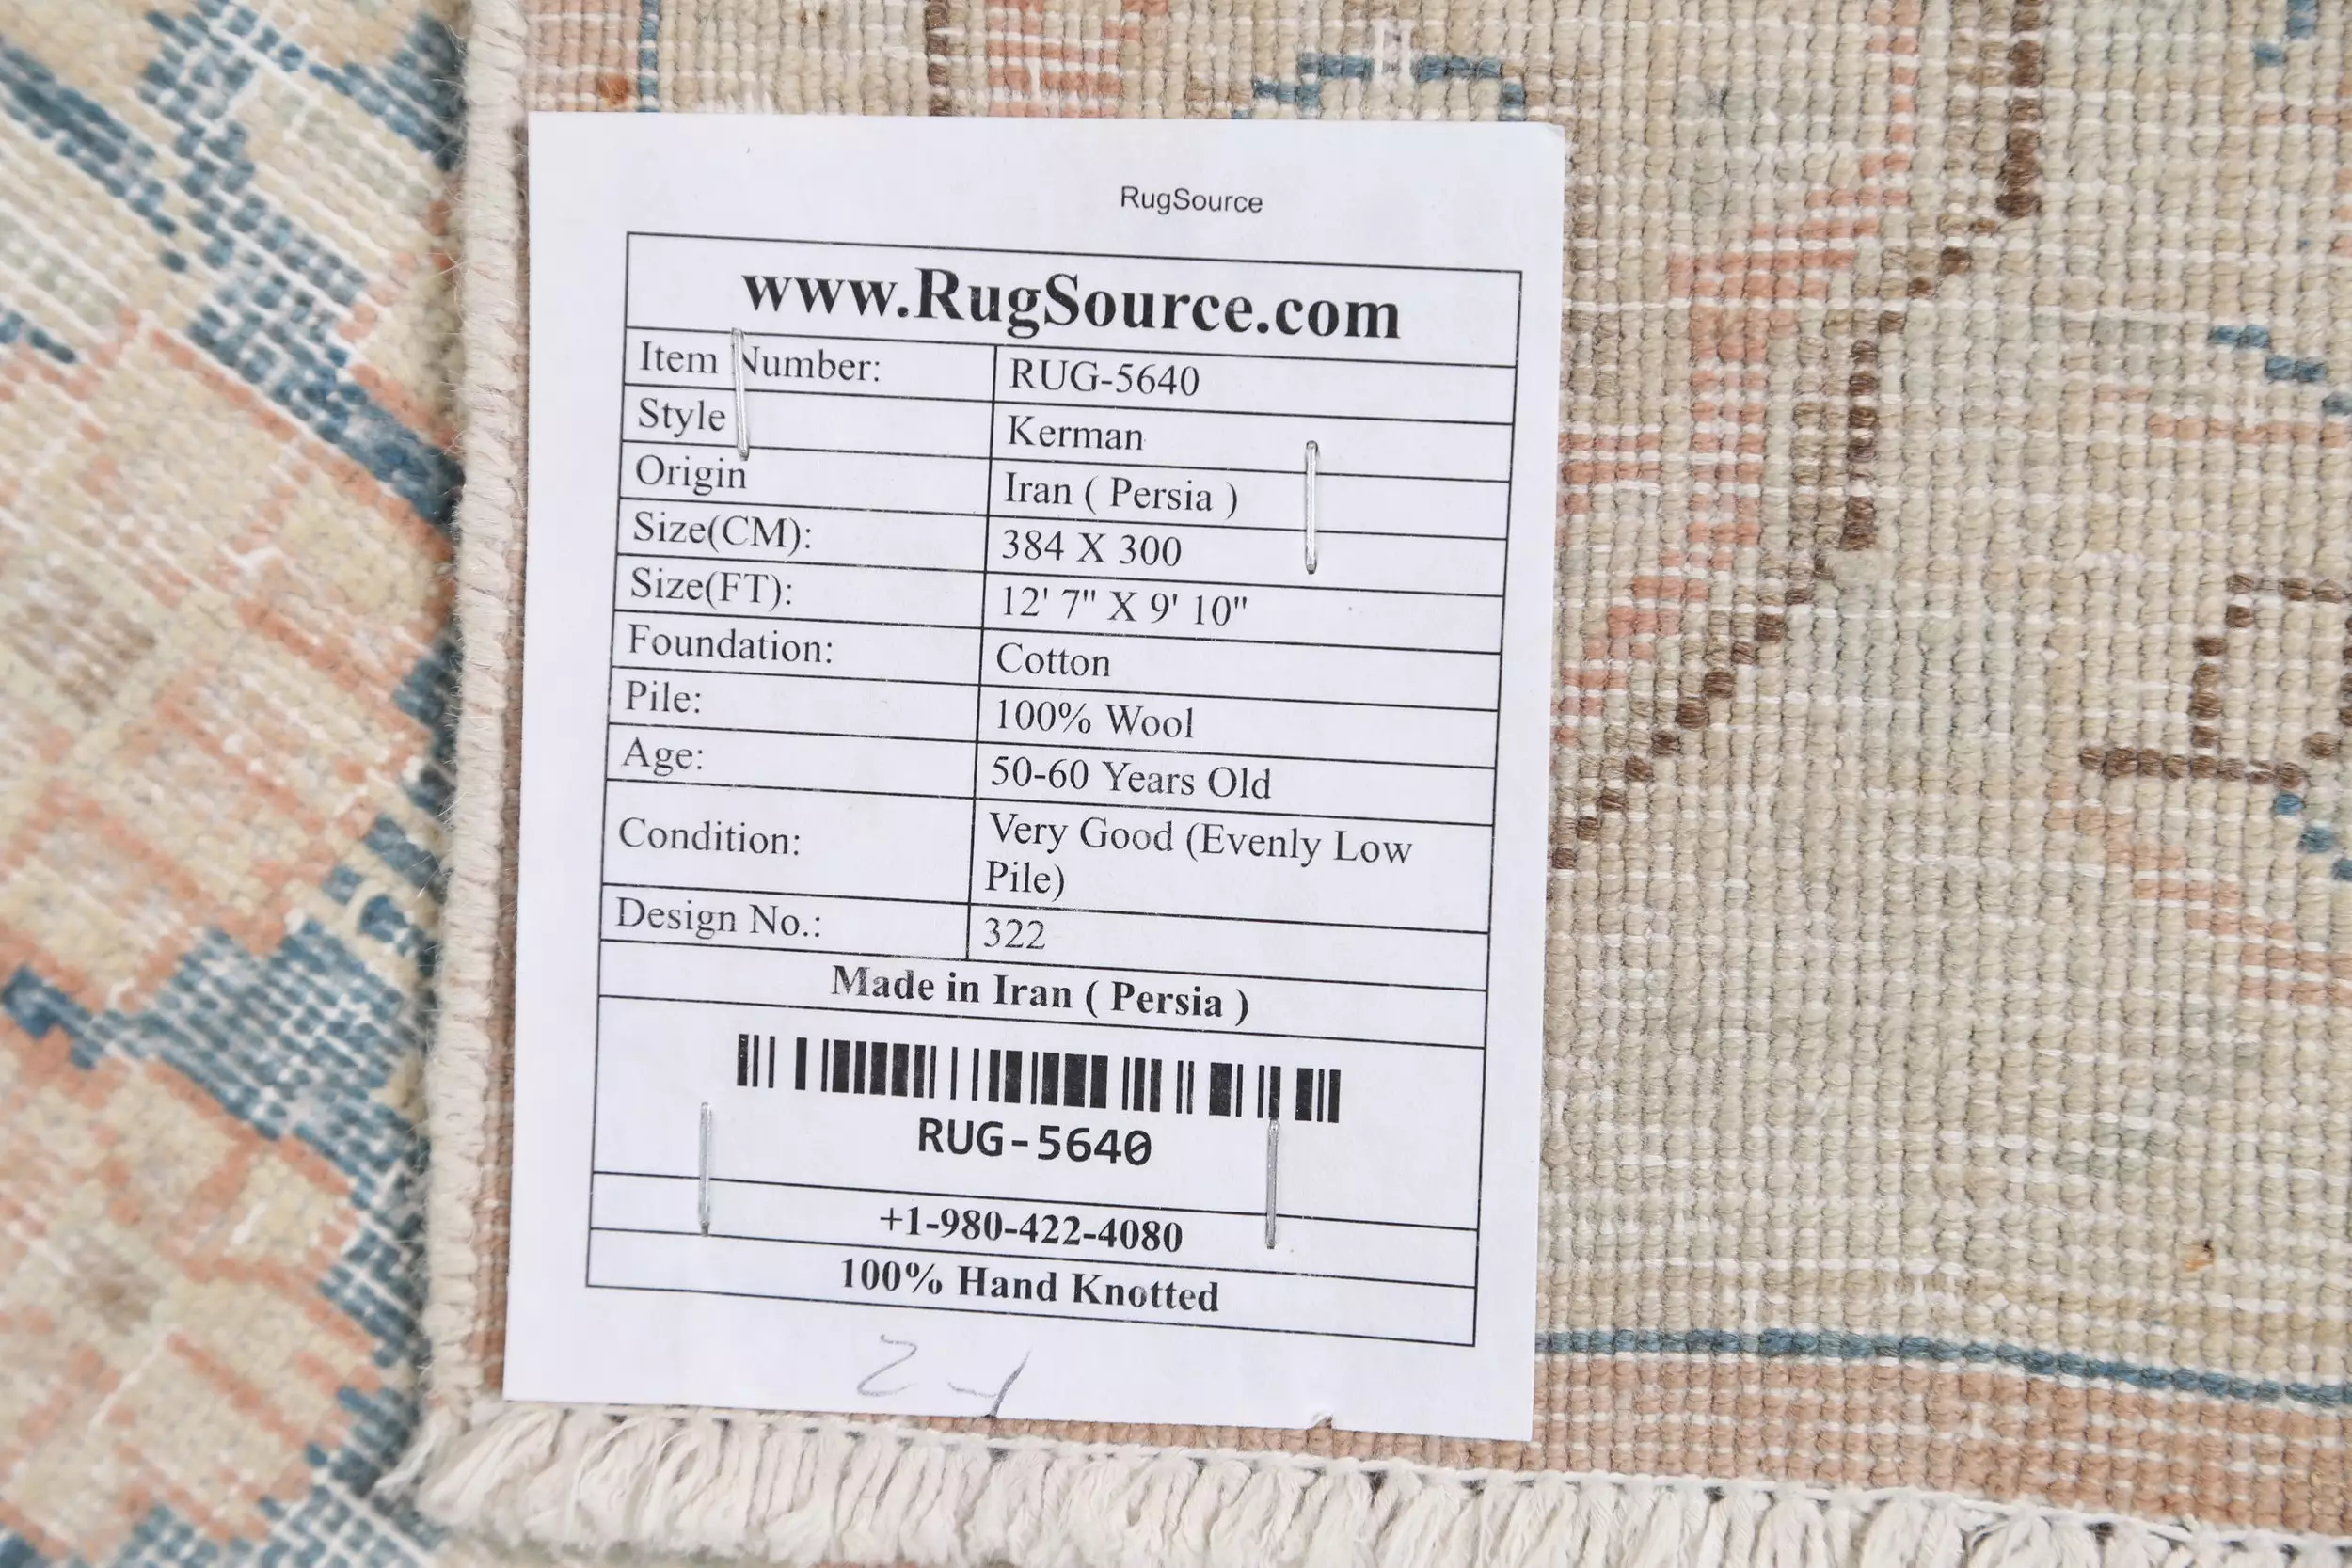 RugSource
www.RugSource.com
Item Number: RUG-5640
Style Kerman
Origin Iran ( Persia )
Size(CM): 384 X 300
Size(FT): 12' 7" X 9' 10"
Foundation: Cotton
Pile: 100% Wool
Age: 50-60 Years Old
Condition: Very Good (Evenly Low
Pile)
Design No.: 322
Made in Iran ( Persia )
RUG-5640
+1-980-422-4080
100% Hand Knotted